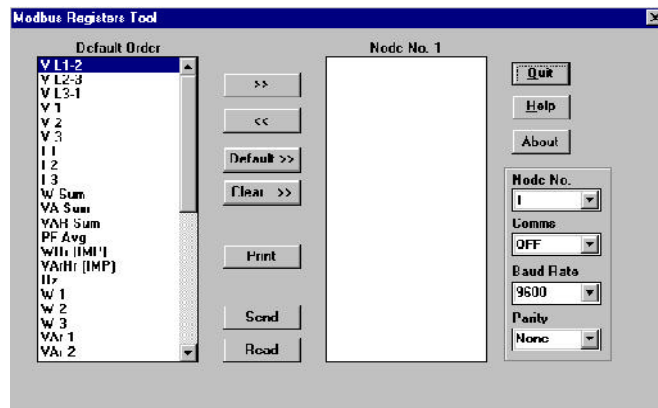 Modbus Registers Tool
Default Order
V L1-2
V L2-3
V L3-1
V 1
V 2
V 3
I 1
I 2
I 3
W Sum
VA Sum
VAR Sum
PF Avg
WHr (IMP)
VArHr (IMP)
Hz
W 1
W 2
W 3
VAr 1
VAr 2
>>
<<
Default >>
Clear >>
Print
Send
Read
Node No. 1
Quit
Help
About
Node No.
1
Comms
OFF
Baud Rate
9600
Parity
None